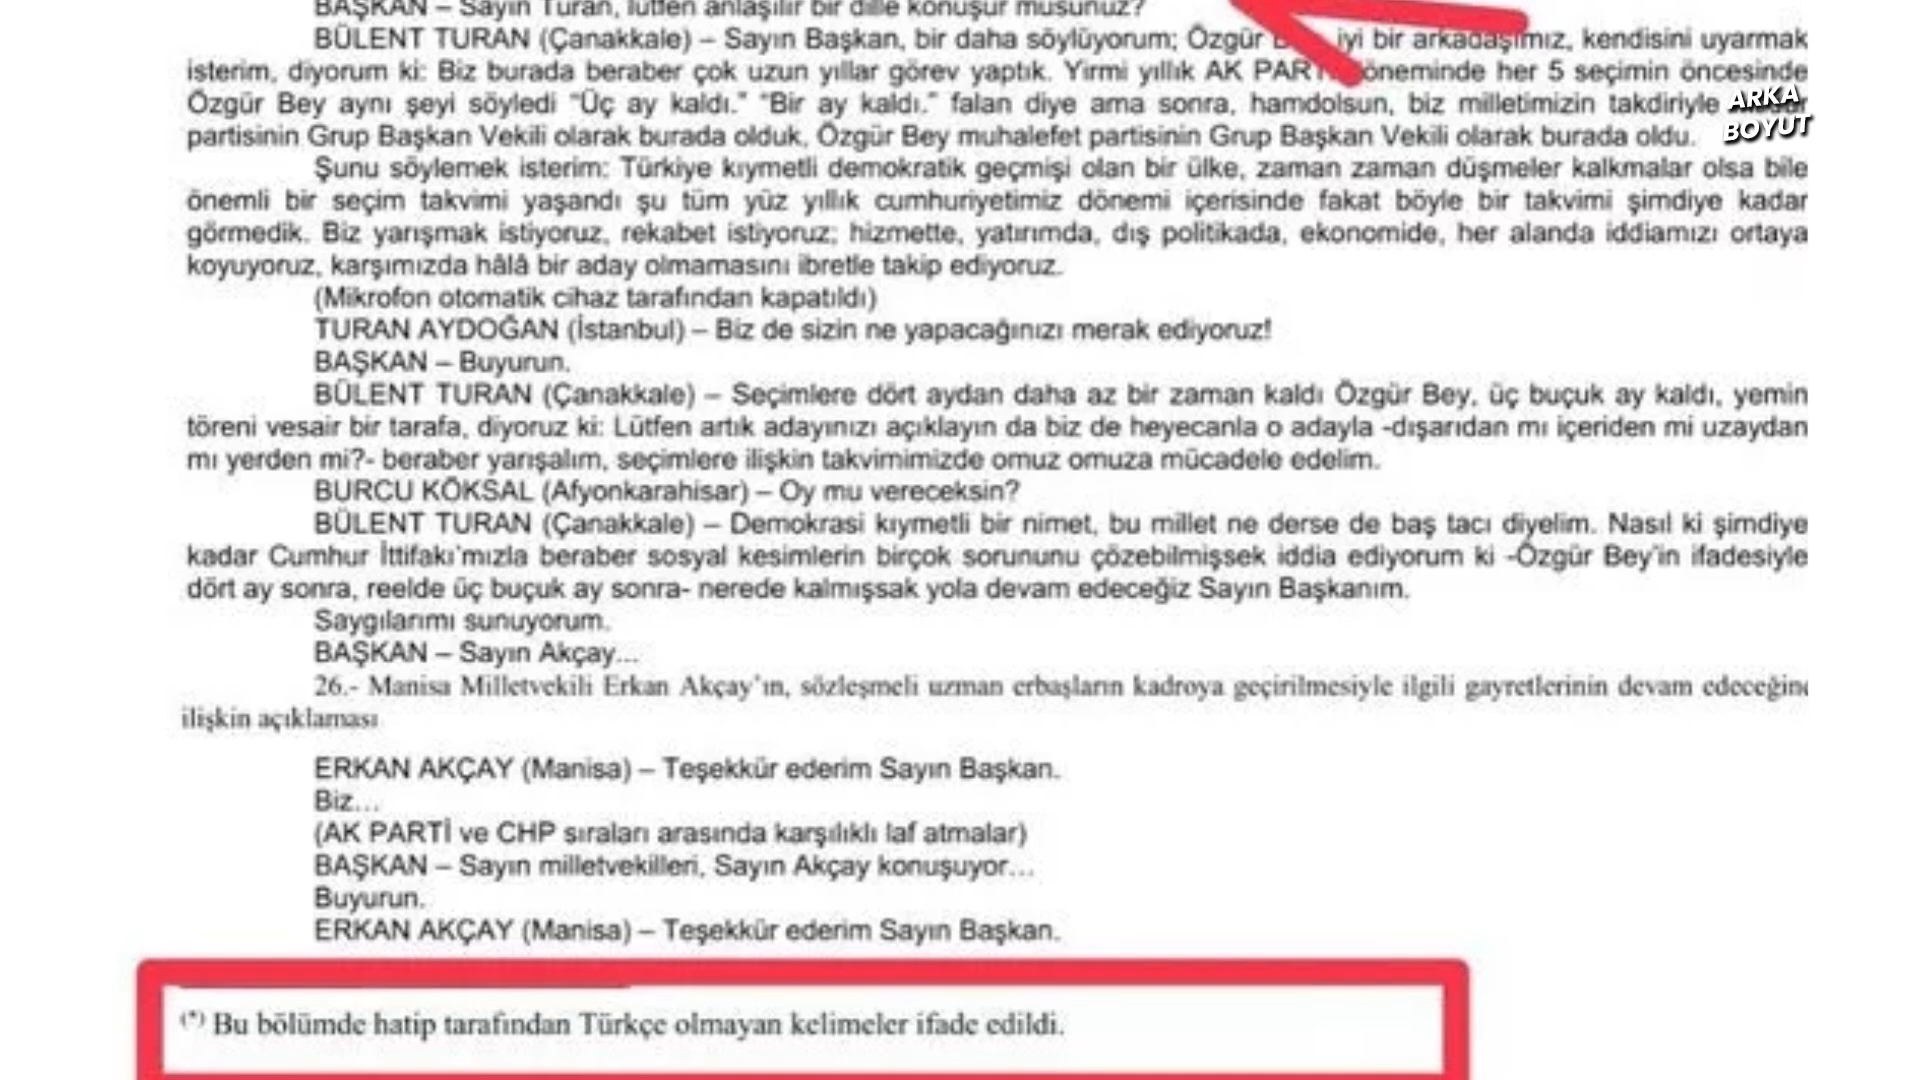 BAŞKAN – Sayın Turan, lütfen anlaşılır bir dille konuşur musunuz?
BÜLENT TURAN (Çanakkale) – Sayın Başkan, bir daha söylüyorum; Özgür iyi bir arkadaşımız, kendisini uyarmak
isterim, diyorum ki: Biz burada beraber çok uzun yıllar görev yaptık. Yirmi yıllık AK PARTİ döneminde her 5 seçimin öncesinde
Özgür Bey aynı şeyi söyledi “Üç ay kaldı.” “Bir ay kaldı.” falan diye ama sonra, hamdolsun, biz milletimizin takdiriyle
ARKA
BOYUT
partisinin Grup Başkan Vekili olarak burada olduk, Özgür Bey muhalefet partisinin Grup Başkan Vekili olarak burada oldu.
Şunu söylemek isterim: Türkiye kıymetli demokratik geçmişi olan bir ülke, zaman zaman düşmeler kalkmalar olsa bile
önemli bir seçim takvimi yaşandı şu tüm yüz yıllık cumhuriyetimiz dönemi içerisinde fakat böyle bir takvimi şimdiye kadar
görmedik. Biz yarışmak istiyoruz, rekabet istiyoruz; hizmette, yatırımda, dış politikada, ekonomide, her alanda iddiamızı ortaya
koyuyoruz, karşımızda hâlâ bir aday olmamasını ibretle takip ediyoruz.
(Mikrofon otomatik cihaz tarafından kapatıldı)
TURAN AYDOĞAN (İstanbul) – Biz de sizin ne yapacağınızı merak ediyoruz!
BAŞKAN – Buyurun.
BÜLENT TURAN (Çanakkale) – Seçimlere dört aydan daha az bir zaman kaldı Özgür Bey, üç buçuk ay kaldı, yemin
töreni vesair bir tarafa, diyoruz ki: Lütfen artık adayınızı açıklayın da biz de heyecanla o adayla -dışarıdan mı içeriden mi uzaydan
mı yerden mi?- beraber yarışalım, seçimlere ilişkin takvimimizde omuz omuza mücadele edelim.
BURCU KÖKSAL (Afyonkarahisar) – Oy mu vereceksin?
BÜLENT TURAN (Çanakkale) – Demokrasi kıymetli bir nimet, bu millet ne derse de baş tacı diyelim. Nasıl ki şimdiye
kadar Cumhur İttifakı’mızla beraber sosyal kesimlerin birçok sorununu çözebilmişsek iddia ediyorum ki -Özgür Bey’in ifadesiyle
dört ay sonra, reelde üç buçuk ay sonra- nerede kalmışsak yola devam edeceğiz Sayın Başkanım.
Saygılarımı sunuyorum.
BAŞKAN – Sayın Akçay...
26.- Manisa Milletvekili Erkan Akçay’ın, sözleşmeli uzman erbaşların kadroya geçirilmesiyle ilgili gayretlerinin devam edeceğine
ilişkin açıklaması
ERKAN AKÇAY (Manisa) – Teşekkür ederim Sayın Başkan.
Biz...
(AK PARTİ ve CHP sıraları arasında karşılıklı laf atmalar)
BAŞKAN – Sayın milletvekilleri, Sayın Akçay konuşuyor...
Buyurun.
ERKAN AKÇAY (Manisa) – Teşekkür ederim Sayın Başkan.
(*) Bu bölümde hatip tarafından Türkçe olmayan kelimeler ifade edildi.